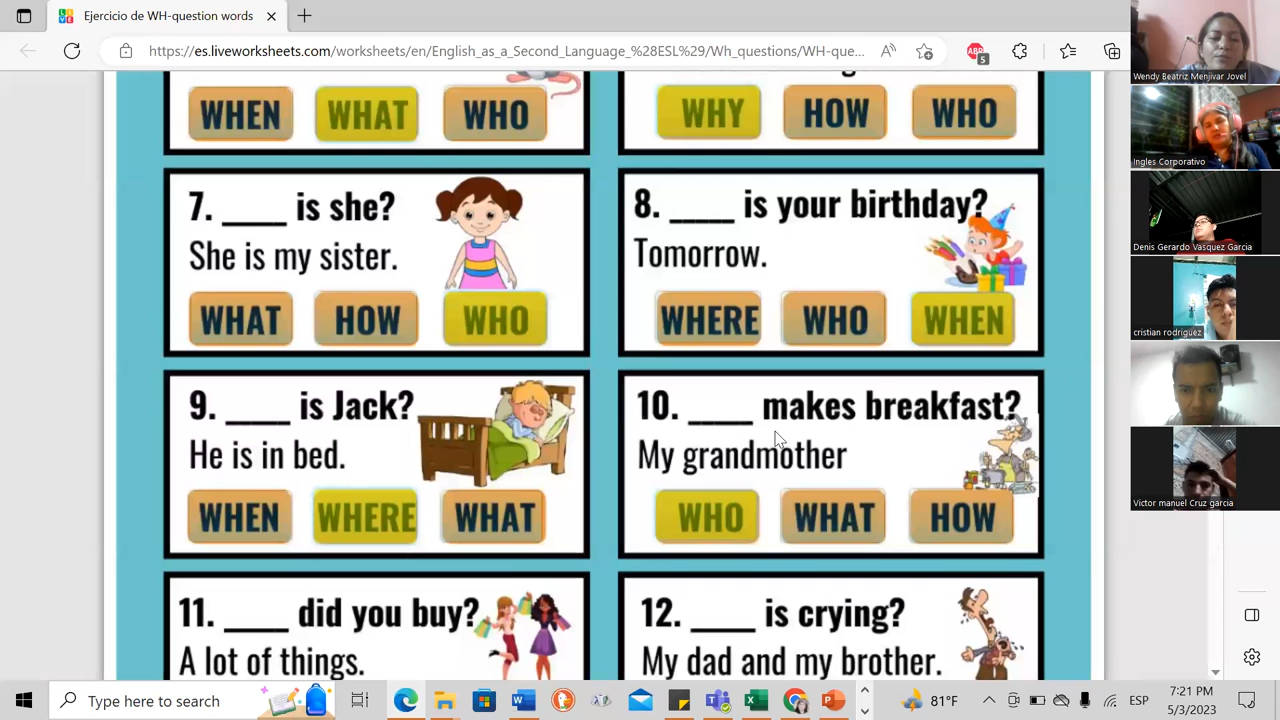 Ejercicio de WH-question words
https://es.liveworksheets.com/worksheets/en/English_as_a_Second_Language_%28ESL%29/Wh_questions/WH-que...
5
WHEN WHAT WHO
WHY HOW WHO
7. ____ is she?
She is my sister.
WHAT HOW WHO
8. ____ is your birthday?
Tomorrow.
WHERE WHO WHEN
9. ____ is Jack?
He is in bed.
WHEN WHERE WHAT
10. ____ makes breakfast?
My grandmother
WHO WHAT HOW
11. ____ did you buy?
A lot of things.
12. ____ is crying?
My dad and my brother.
Wendy Beatriz Menjivar Jovel
Ingles Corporativo
Denis Gerardo Vasquez Garcia
cristian rodriguez
Victor manuel Cruz garcia
Type here to search
81°F
ESP
7:21 PM
5/3/2023